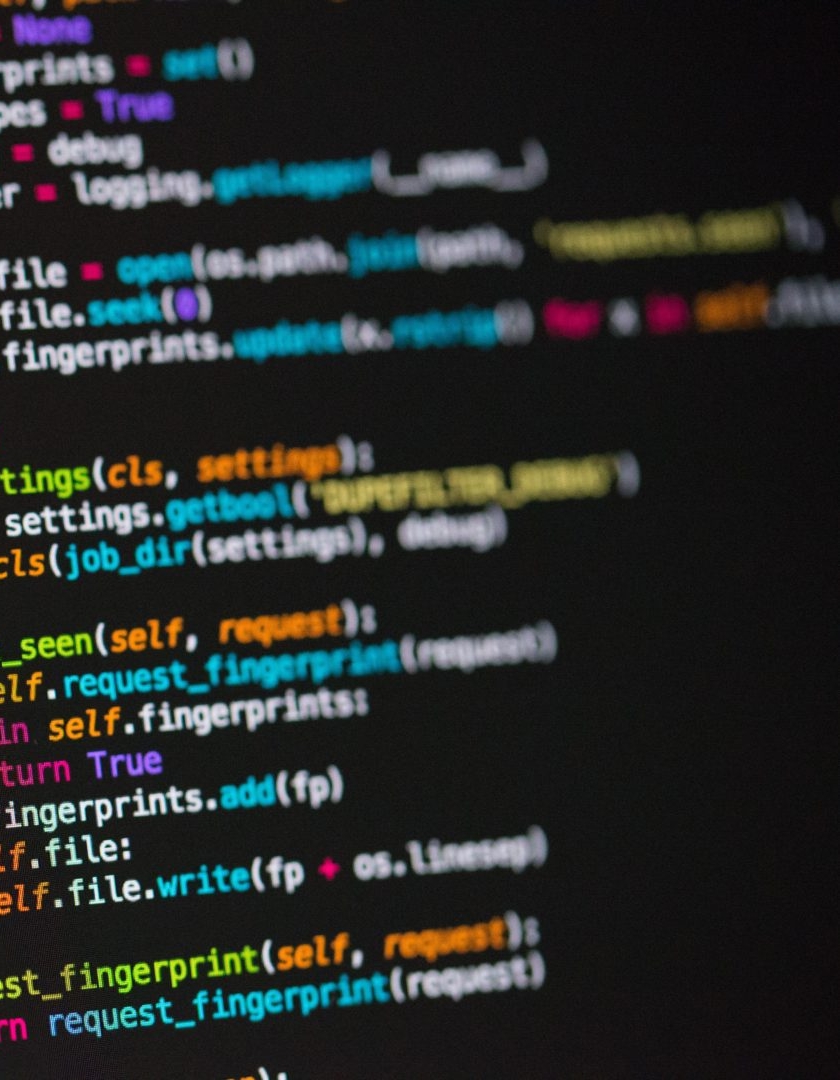 None
rprints = set()
pes = True
= debug
er = logging.getLogger(__name__)
file = open(os.path.join(path, 'requests.seen'),
file.seek(0)
fingerprints.update(x.rstrip() for x in self.file
tings(cls, settings):
settings.getbool('DUPEFILTER_DEBUG')
cls(job_dir(settings), debug)
_seen(self, request):
elf.request_fingerprint(request)
in self.fingerprints:
turn True
ingerprints.add(fp)
lf.file:
elf.file.write(fp + os.linesep)
est_fingerprint(self, request):
rn request_fingerprint(request)